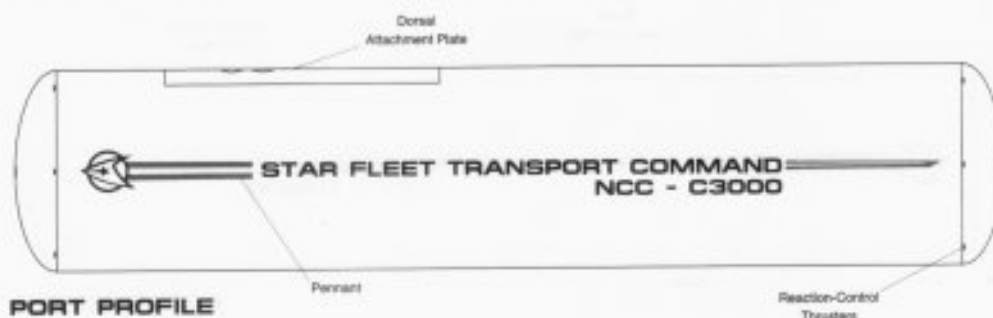 Dorsal
Attachment Plate
STAR FLEET TRANSPORT COMMAND
NCC - C3000
Pennant
PORT PROFILE
Reaction-Control
Thrusters